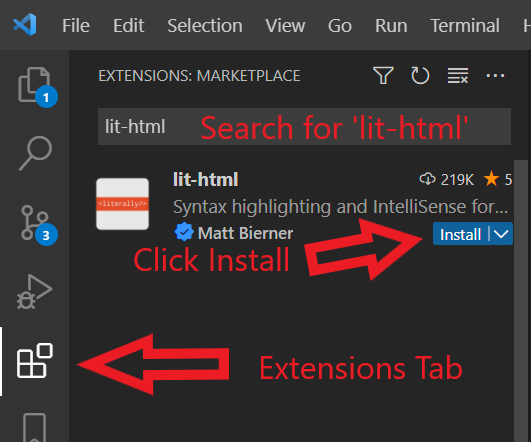 File Edit Selection View Go Run Terminal H
EXTENSIONS: MARKETPLACE
lit-html Search for 'lit-html'
lit-html 219K 5
<literally/>
Syntax highlighting and IntelliSense for...
Matt Bierner Install
Click Install
1
3
Extensions Tab